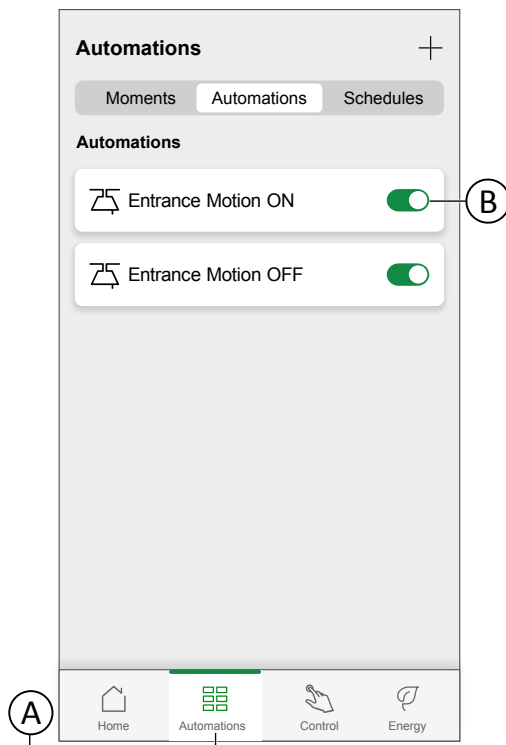 Automations
Moments Automations Schedules
Automations
Entrance Motion ON
B
Entrance Motion OFF
A
Home Automations Control Energy